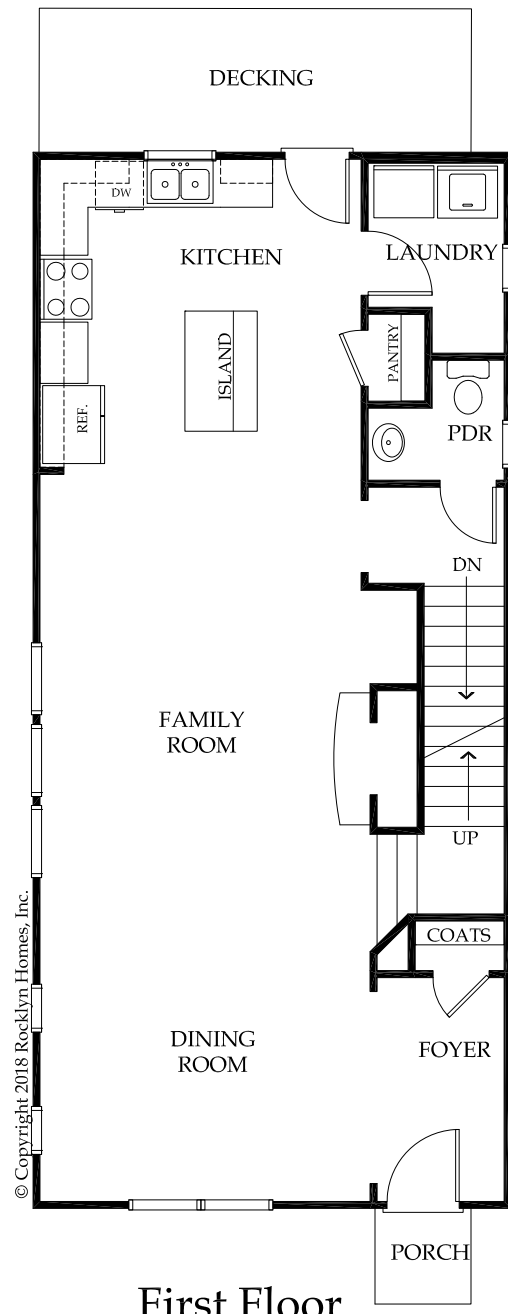 DECKING
DW
KITCHEN
LAUNDRY
ISLAND
PANTRY
REF.
PDR
DN
FAMILY
ROOM
UP
COATS
DINING
ROOM
FOYER
© Copyright 2018 Rocklyn Homes, Inc.
PORCH
First Floor